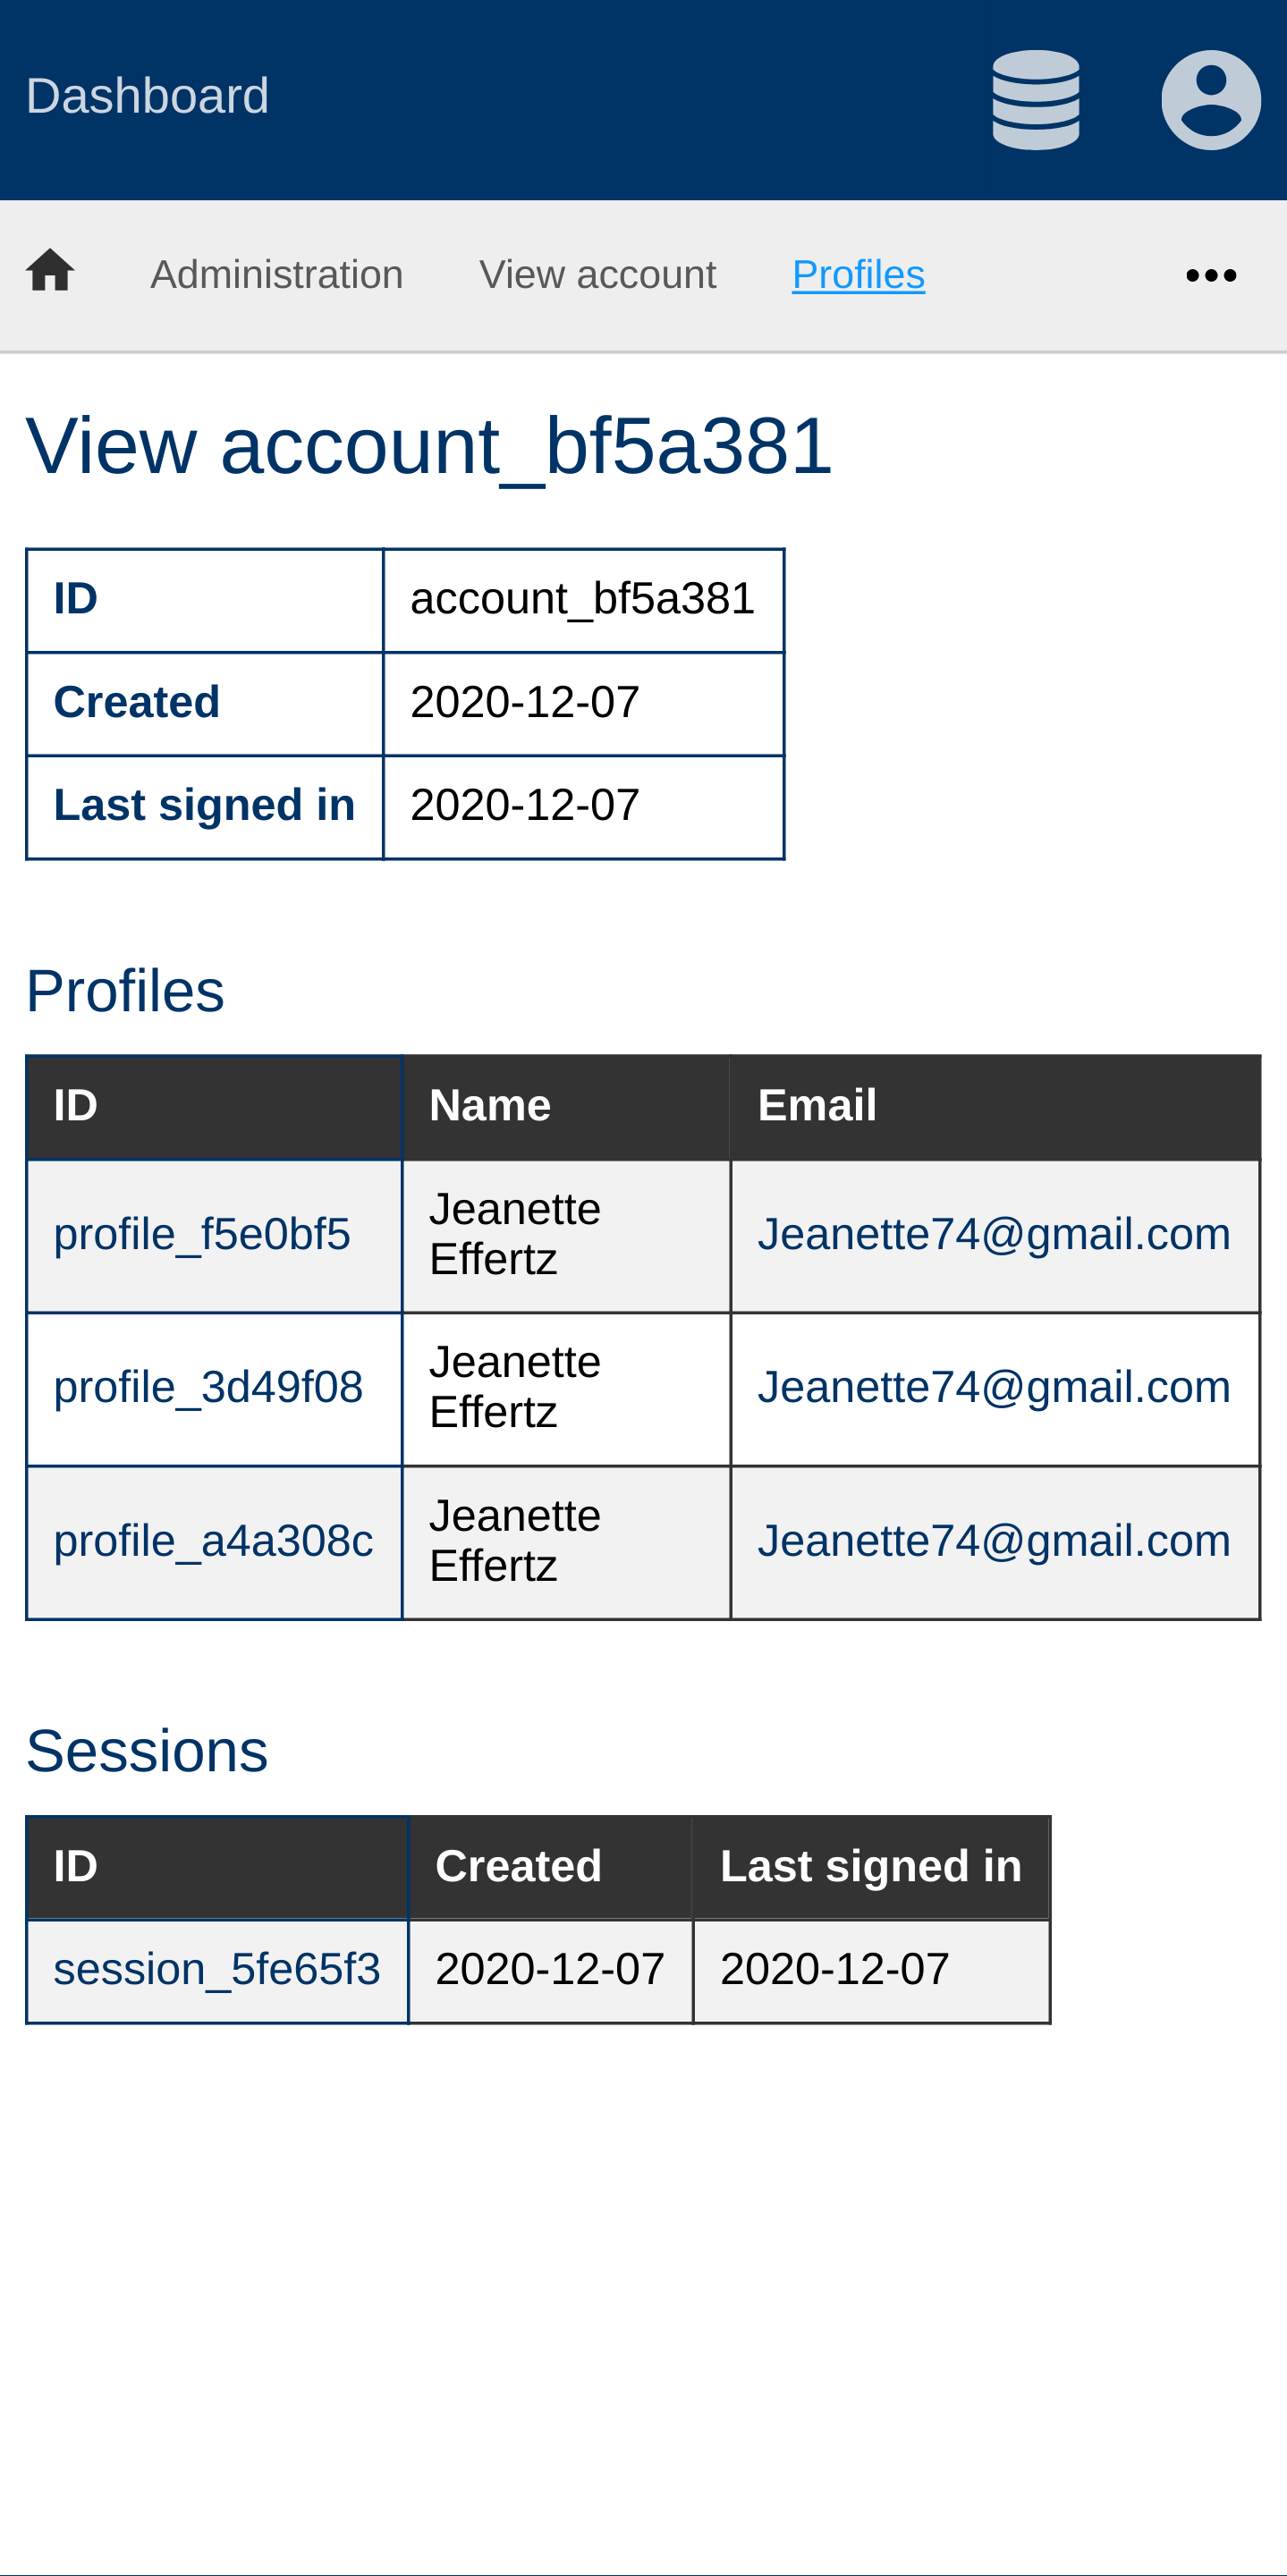 Dashboard
Administration View account Profiles
View account_bf5a381
ID account_bf5a381
Created 2020-12-07
Last signed in 2020-12-07
Profiles
ID Name Email
profile_f5e0bf5 Jeanette Effertz Jeanette74@gmail.com
profile_3d49f08 Jeanette Effertz Jeanette74@gmail.com
profile_a4a308c Jeanette Effertz Jeanette74@gmail.com
Sessions
ID Created Last signed in
session_5fe65f3 2020-12-07 2020-12-07